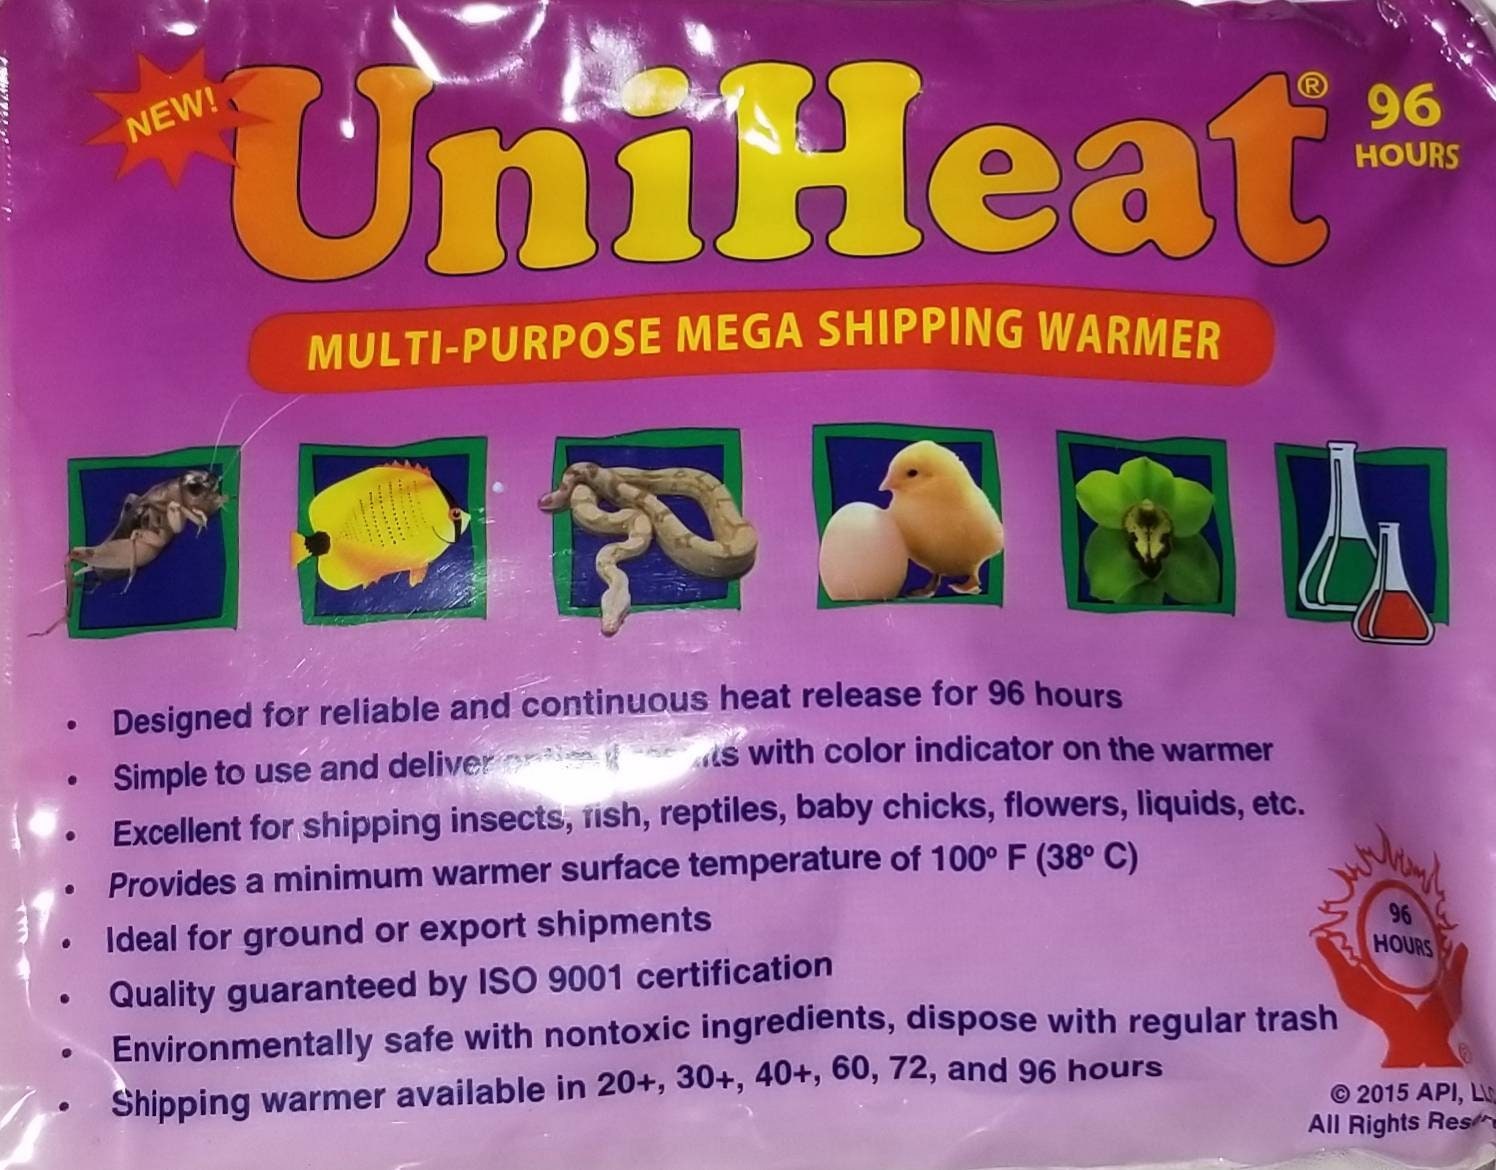 NEW!
UniHeat® 96 HOURS
MULTI-PURPOSE MEGA SHIPPING WARMER
• Designed for reliable and continuous heat release for 96 hours
• Simple to use and deliver with color indicator on the warmer
• Excellent for shipping insects, fish, reptiles, baby chicks, flowers, liquids, etc.
• Provides a minimum warmer surface temperature of 100º F (38º C)
• Ideal for ground or export shipments
• Quality guaranteed by ISO 9001 certification
• Environmentally safe with nontoxic ingredients, dispose with regular trash
• Shipping warmer available in 20+, 30+, 40+, 60, 72, and 96 hours
96
HOURS
®
© 2015 API,
All Rights